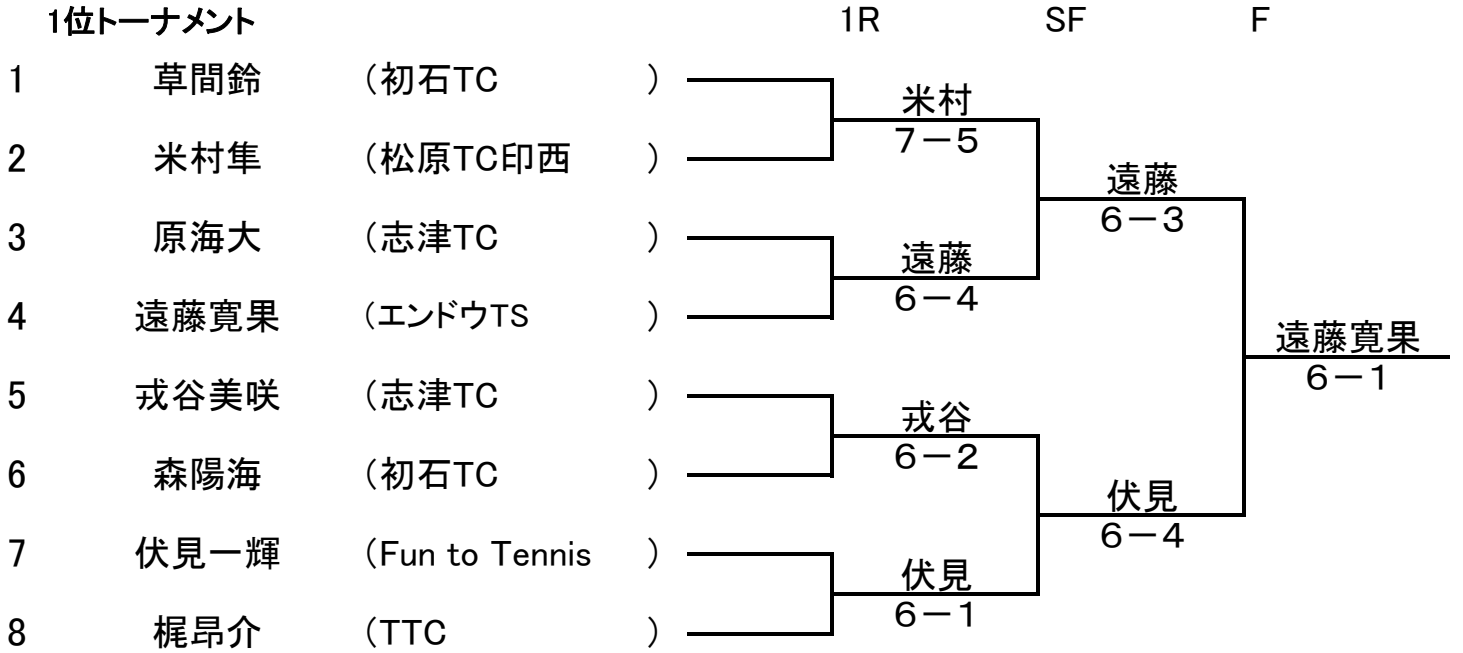 1位トーナメント 1R SF F
1 草間鈴 （初石TC ）
米村
7－5
2 米村隼 （松原TC印西 ）
遠藤
6－3
3 原海大 （志津TC ）
遠藤
6－4
4 遠藤寛果 （エンドウTS ）
遠藤寛果
6－1
5 戎谷美咲 （志津TC ）
戎谷
6－2
6 森陽海 （初石TC ）
伏見
6－4
7 伏見一輝 （Fun to Tennis ）
伏見
6－1
8 梶昂介 （TTC ）